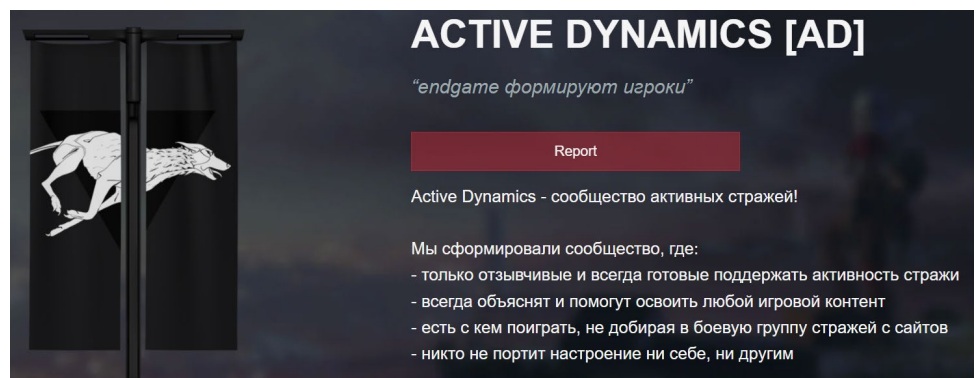 ACTIVE DYNAMICS [AD]
“endgame формируют игроки”
Report
Active Dynamics - сообщество активных стражей!
Мы сформировали сообщество, где:
- только отзывчивые и всегда готовые поддержать активность стражи
- всегда объяснят и помогут освоить любой игровой контент
- есть с кем поиграть, не добирая в боевую группу стражей с сайтов
- никто не портит настроение ни себе, ни другим